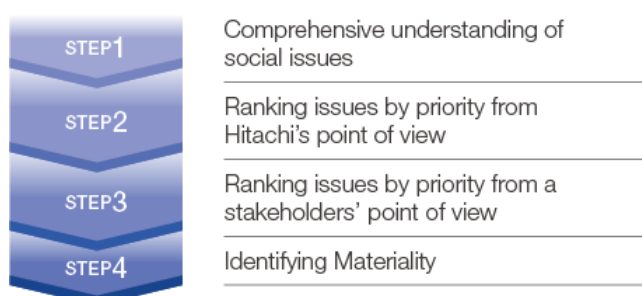 STEP1
Comprehensive understanding of
social issues
STEP2
Ranking issues by priority from
Hitachi's point of view
STEP3
Ranking issues by priority from a
stakeholders' point of view
STEP4
Identifying Materiality